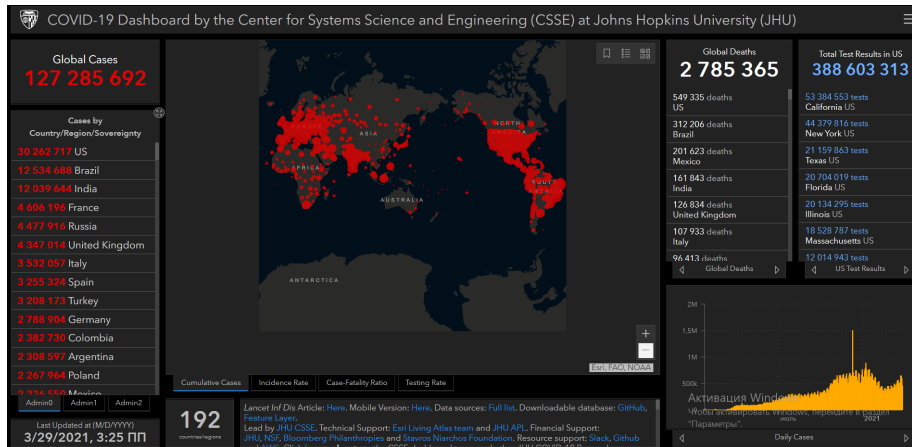 COVID-19 Dashboard by the Center for Systems Science and Engineering (CSSE) at Johns Hopkins University (JHU)
Global Cases
127 285 692
Cases by
Country/Region/Sovereignty
30 262 717 US
12 534 688 Brazil
12 039 644 India
4 606 196 France
4 477 916 Russia
4 347 014 United Kingdom
3 532 057 Italy
3 255 324 Spain
3 208 173 Turkey
2 788 904 Germany
2 382 730 Colombia
2 308 597 Argentina
2 267 964 Poland
2 226 550 Mexico
Admin0
Admin1
Admin2
Last Updated at (M/D/YYYY)
3/29/2021, 3:25 ПП
EUROPE
ASIA
AFRICA
AUSTRALIA
NORTH
AMERICA
SOUTH
AMERICA
ANTARCTICA
Esri, FAO, NOAA
Cumulative Cases
Incidence Rate
Case-Fatality Ratio
Testing Rate
192
countries/regions
Lancet Inf Dis Article: Here. Mobile Version: Here. Data sources: Full list. Downloadable database: GitHub,
Feature Layer.
Lead by JHU CSSE. Technical Support: Esri Living Atlas team and JHU APL. Financial Support:
JHU, NSF, Bloomberg Philanthropies and Stavros Niarchos Foundation. Resource support: Slack, Github
Global Deaths
2 785 365
549 335 deaths
US
312 206 deaths
Brazil
201 623 deaths
Mexico
161 843 deaths
India
126 834 deaths
United Kingdom
107 933 deaths
Italy
96 413 deaths
Global Deaths
Total Test Results in US
388 603 313
53 384 553 tests
California US
44 379 816 tests
New York US
21 159 863 tests
Texas US
20 704 019 tests
Florida US
20 134 295 tests
Illinois US
18 528 787 tests
Massachusetts US
12 014 943 tests
US Test Results
2M
1,5M
1M
500k
июль
2021
Активация Windows
Чтобы активировать Windows, перейдите в раздел
"Параметры".
Daily Cases